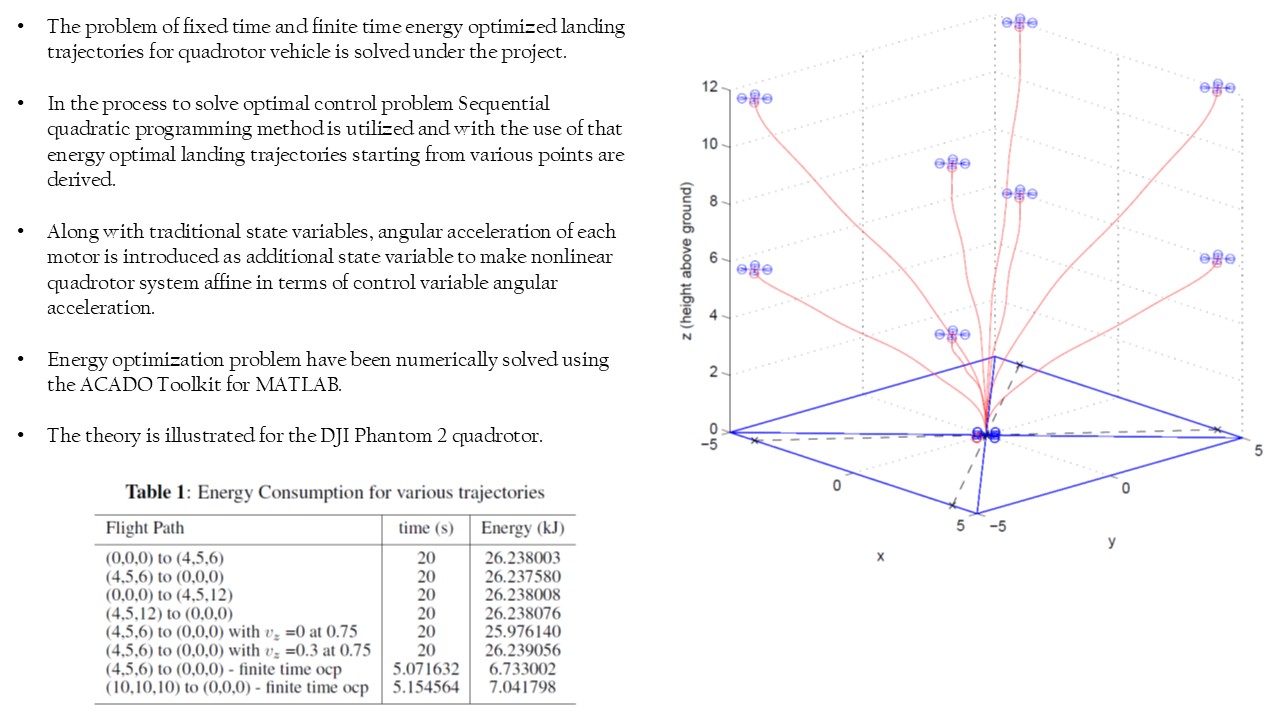 • The problem of fixed time and finite time energy optimized landing
trajectories for quadrotor vehicle is solved under the project.
• In the process to solve optimal control problem Sequential
quadratic programming method is utilized and with the use of that
energy optimal landing trajectories starting from various points are
derived.
• Along with traditional state variables, angular acceleration of each
motor is introduced as additional state variable to make nonlinear
quadrotor system affine in terms of control variable angular
acceleration.
• Energy optimization problem have been numerically solved using
the ACADO Toolkit for MATLAB.
• The theory is illustrated for the DJI Phantom 2 quadrotor.
Table 1: Energy Consumption for various trajectories
Flight Path time (s) Energy (kJ)
(0,0,0) to (4,5,6) 20 26.238003
(4,5,6) to (0,0,0) 20 26.237580
(0,0,0) to (4,5,12) 20 26.238008
(4,5,12) to (0,0,0) 20 26.238076
(4,5,6) to (0,0,0) with v_z =0 at 0.75 20 25.976140
(4,5,6) to (0,0,0) with v_z =0.3 at 0.75 20 26.239056
(4,5,6) to (0,0,0) - finite time ocp 5.071632 6.733002
(10,10,10) to (0,0,0) - finite time ocp 5.154564 7.041798
z (height above ground)
12
10
8
6
4
2
0
−5
0
5
x
−5
0
5
y